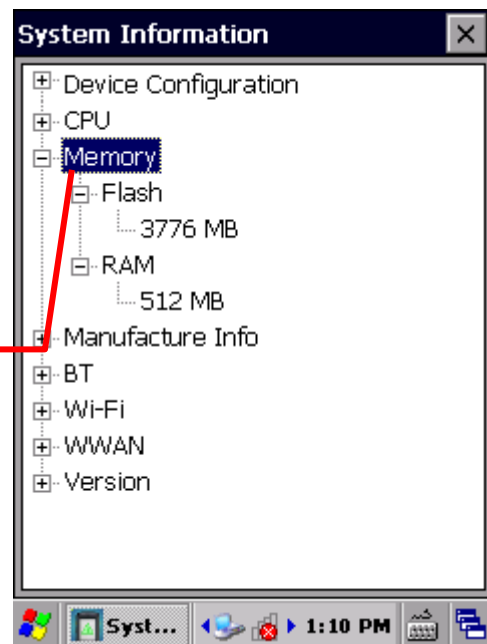 System Information
Device Configuration
CPU
Memory
Flash
3776 MB
RAM
512 MB
Manufacture Info
BT
Wi-Fi
WWAN
Version
Syst... 1:10 PM